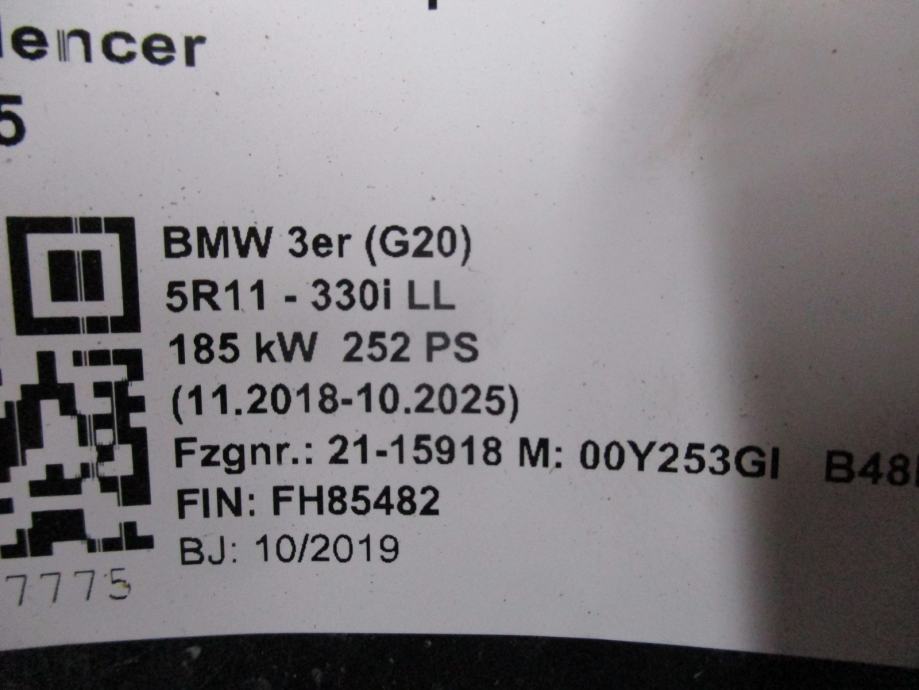 lencer
5
BMW 3er (G20)
5R11 - 330i LL
185 kW 252 PS
(11.2018-10.2025)
Fzgnr.: 21-15918 M: 00Y253GI B48
FIN: FH85482
BJ: 10/2019
7775